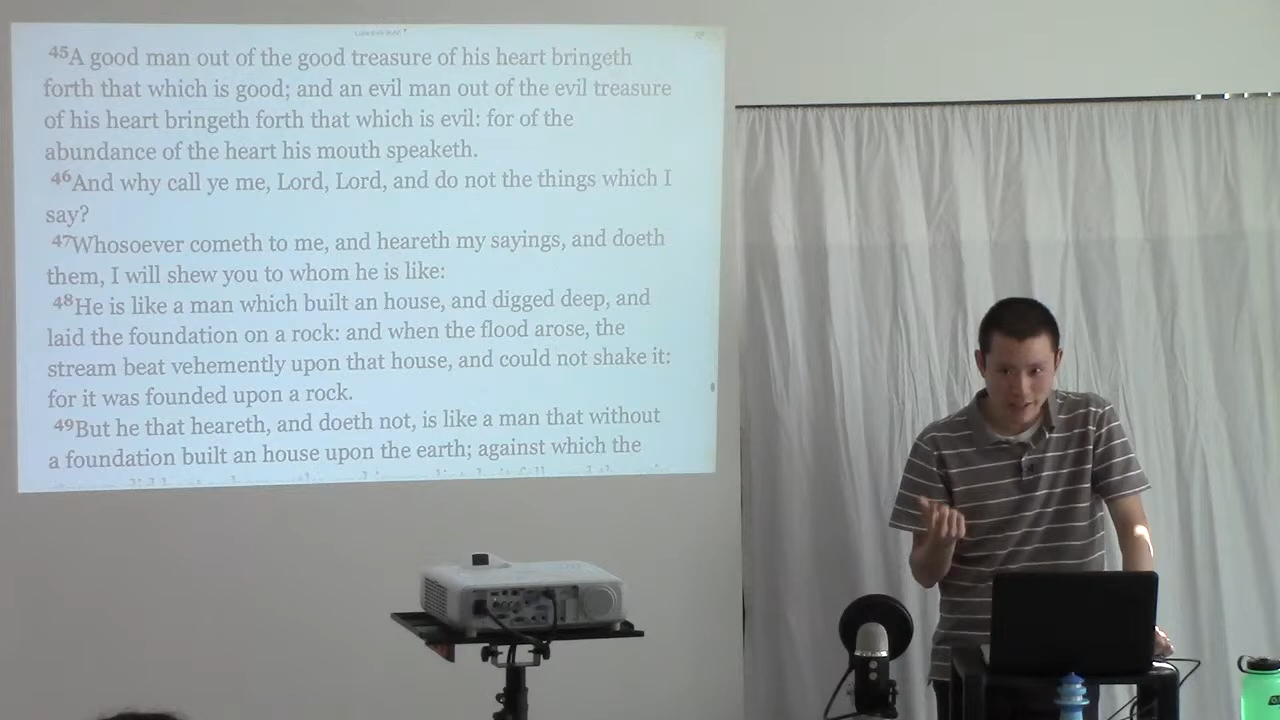 45A good man out of the good treasure of his heart bringeth
forth that which is good; and an evil man out of the evil treasure
of his heart bringeth forth that which is evil: for of the
abundance of the heart his mouth speaketh.
46And why call ye me, Lord, Lord, and do not the things which I
say?
47Whosoever cometh to me, and heareth my sayings, and doeth
them, I will shew you to whom he is like:
48He is like a man which built an house, and digged deep, and
laid the foundation on a rock: and when the flood arose, the
stream beat vehemently upon that house, and could not shake it:
for it was founded upon a rock.
49But he that heareth, and doeth not, is like a man that without
a foundation built an house upon the earth; against which the